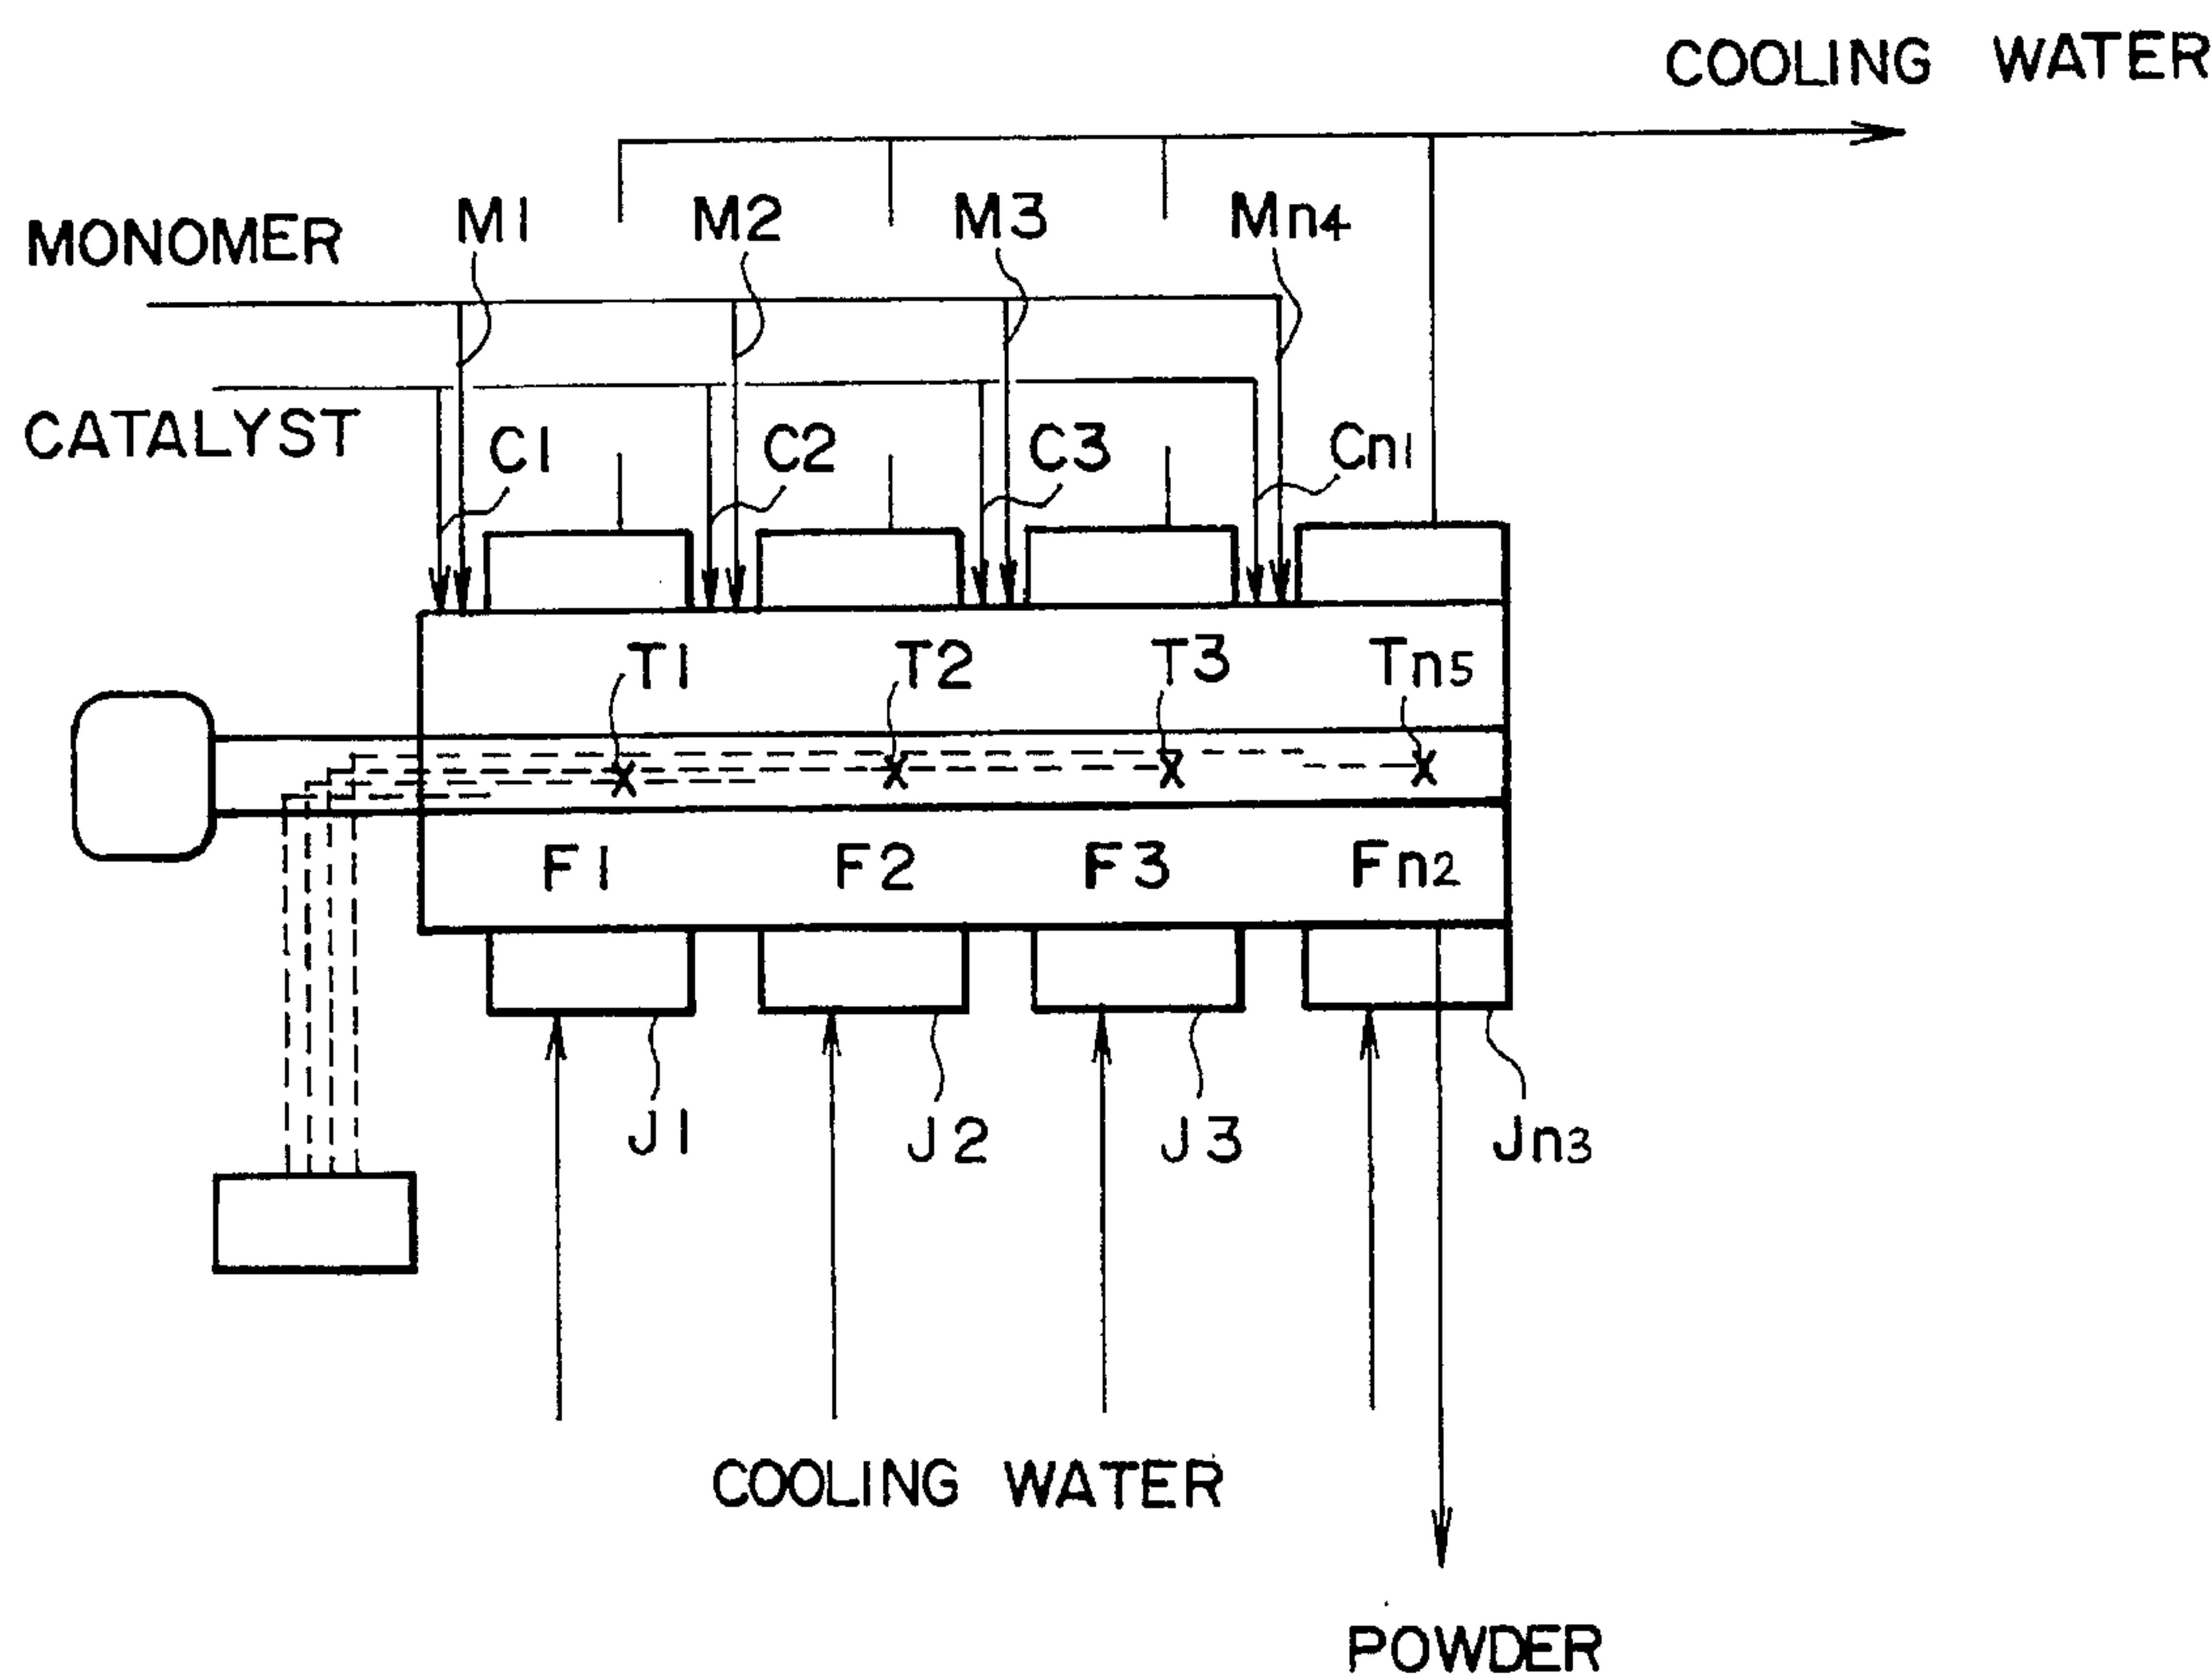 COOLING WATER
M1 M2 M3 Mn4
MONOMER
CATALYST
C1 C2 C3 Cn1
T1 T2 T3 Tn5
F1 F2 F3 Fn2
J1 J2 J3 Jn3
COOLING WATER
POWDER